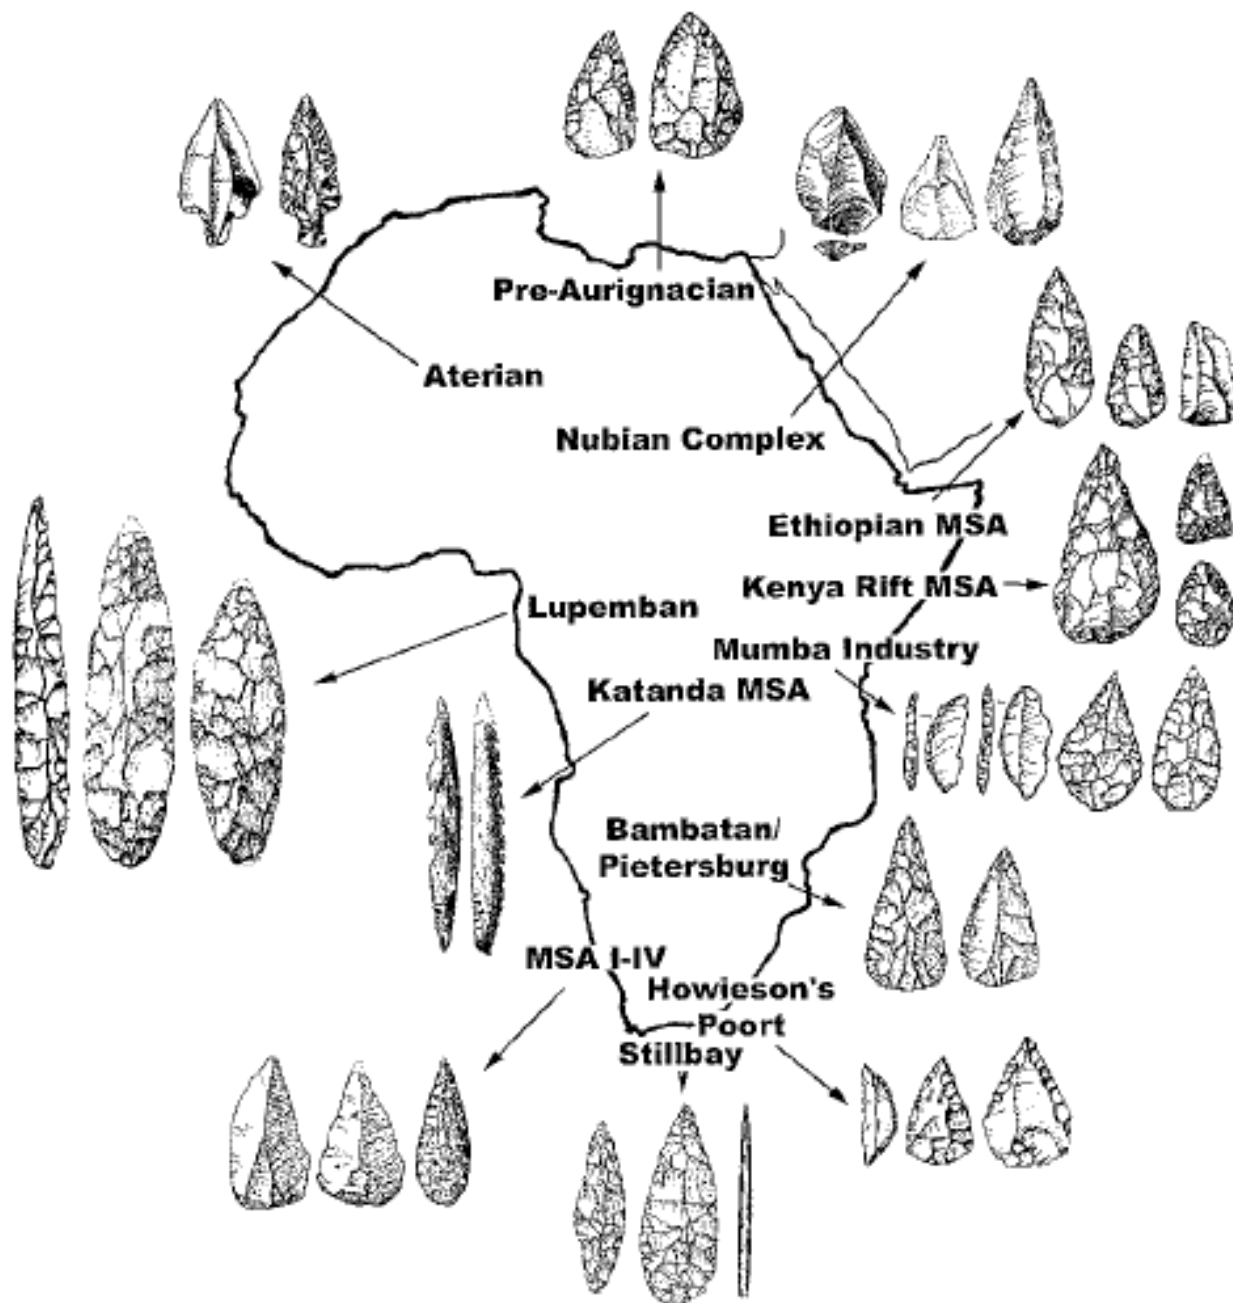 Pre-Aurignacian
Aterian
Nubian Complex
Ethiopian MSA
Kenya Rift MSA
Lupemban
Mumba Industry
Katanda MSA
Bambatan/
Pietersburg
MSA I-IV
Howieson's
Poort
Stillbay